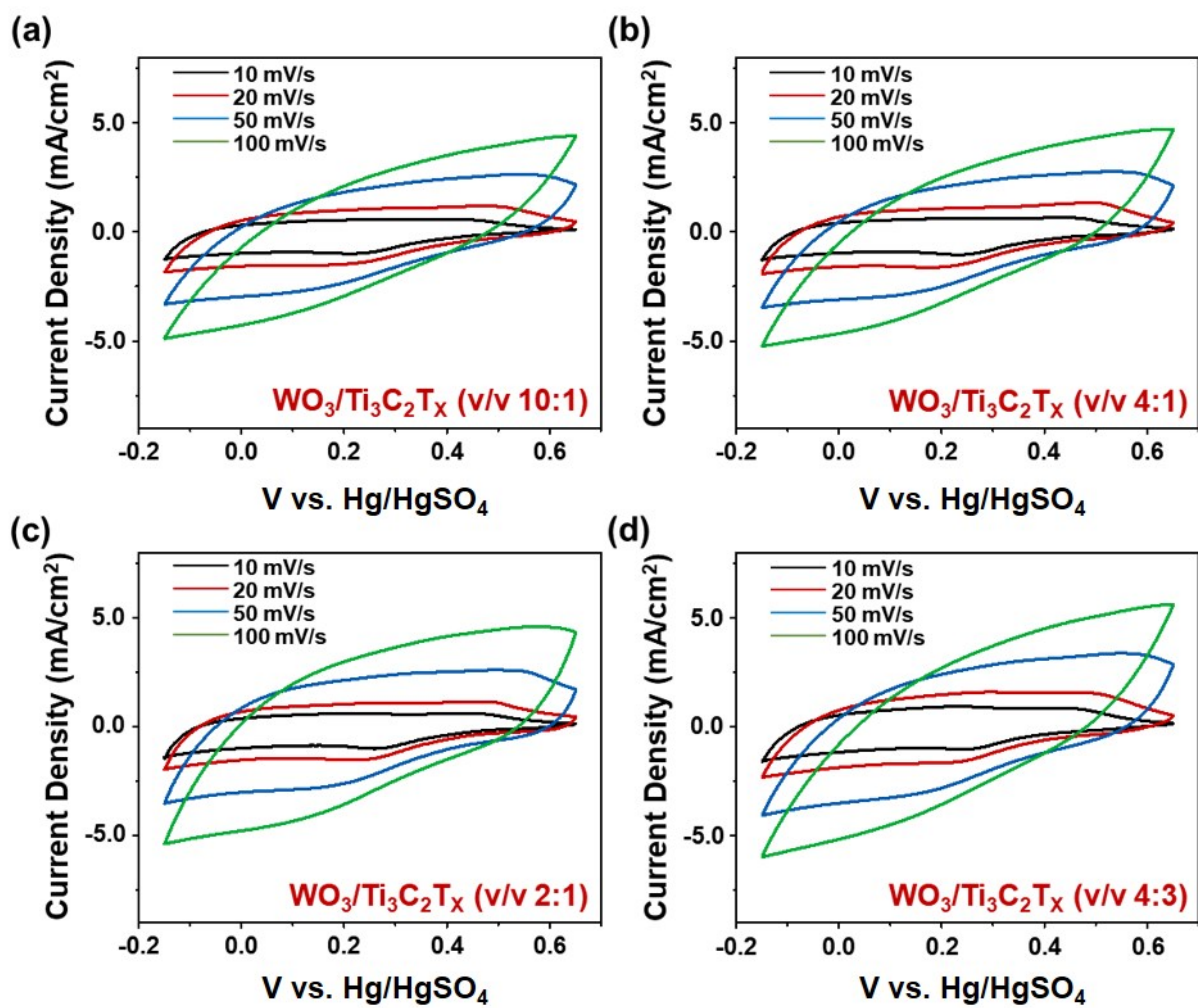 (a)
Current Density (mA/cm²)
5.0
0.0
-5.0
10 mV/s
20 mV/s
50 mV/s
100 mV/s
WO₃/Ti₃C₂Tₓ (v/v 10:1)
-0.2 0.0 0.2 0.4 0.6
V vs. Hg/HgSO₄
(b)
Current Density (mA/cm²)
5.0
0.0
-5.0
10 mV/s
20 mV/s
50 mV/s
100 mV/s
WO₃/Ti₃C₂Tₓ (v/v 4:1)
-0.2 0.0 0.2 0.4 0.6
V vs. Hg/HgSO₄
(c)
Current Density (mA/cm²)
5.0
0.0
-5.0
10 mV/s
20 mV/s
50 mV/s
100 mV/s
WO₃/Ti₃C₂Tₓ (v/v 2:1)
-0.2 0.0 0.2 0.4 0.6
V vs. Hg/HgSO₄
(d)
Current Density (mA/cm²)
5.0
0.0
-5.0
10 mV/s
20 mV/s
50 mV/s
100 mV/s
WO₃/Ti₃C₂Tₓ (v/v 4:3)
-0.2 0.0 0.2 0.4 0.6
V vs. Hg/HgSO₄